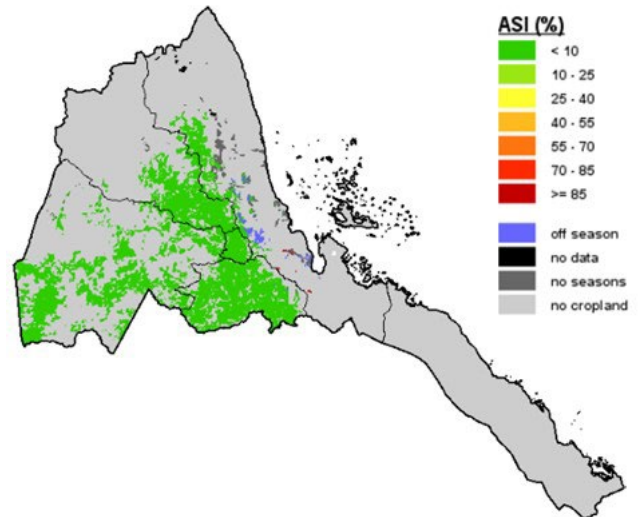 ASI (%)
< 10
10 - 25
25 - 40
40 - 55
55 - 70
70 - 85
>= 85
off season
no data
no seasons
no cropland